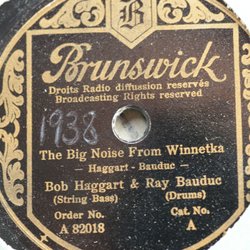 B
Brunswick
Droits Radio diffusion reservés
Broadcasting Rights reserved
1938
The Big Noise From Winnetka
— Haggart - Bauduc —
Bob Haggart & Ray Bauduc
(String Bass) (Drums)
Order No. Cat. No.
A 82018 A